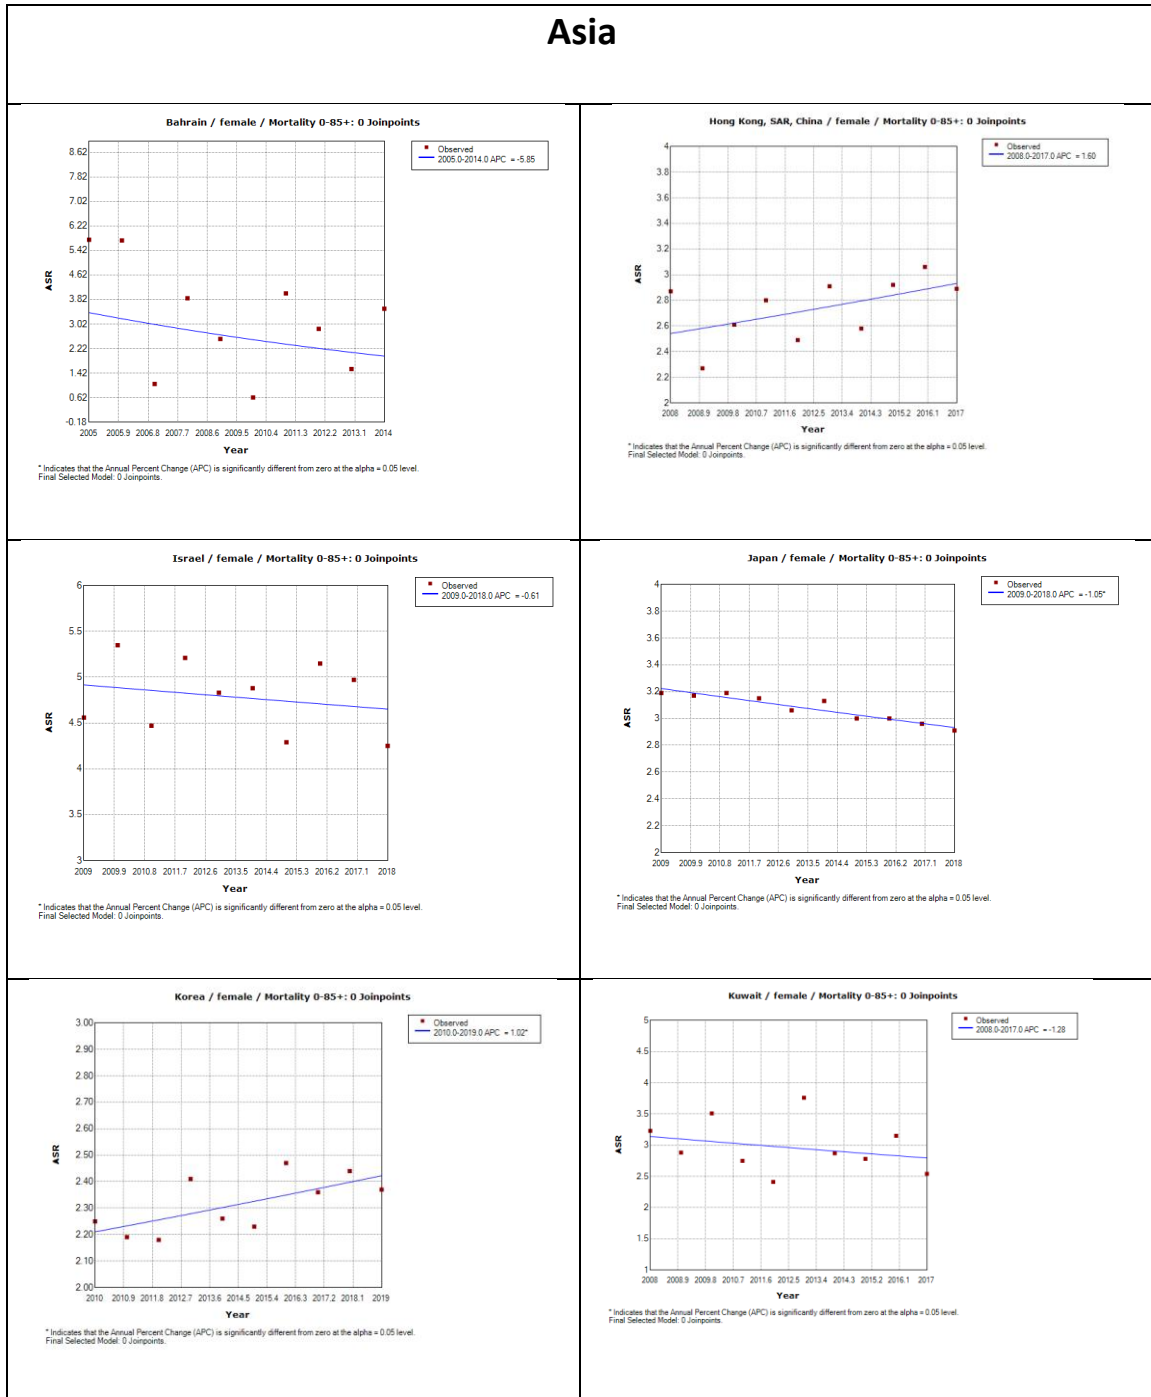 Asia
Bahrain / female / Mortality 0-85+: 0 Joinpoints
Observed
2005.0-2014.0 APC = -5.85
8.62
7.82
7.02
6.22
5.42
4.62
3.82
3.02
2.22
1.42
0.62
-0.18
ASR
2005 2005.9 2006.8 2007.7 2008.6 2009.5 2010.4 2011.3 2012.2 2013.1 2014
Year
* Indicates that the Annual Percent Change (APC) is significantly different from zero at the alpha = 0.05 level.
Final Selected Model: 0 Joinpoints.
Hong Kong, SAR, China / female / Mortality 0-85+: 0 Joinpoints
Observed
2008.0-2017.0 APC = 1.60
4
3.8
3.6
3.4
3.2
3
2.8
2.6
2.4
2.2
2
ASR
2008 2008.9 2009.8 2010.7 2011.6 2012.5 2013.4 2014.3 2015.2 2016.1 2017
Year
* Indicates that the Annual Percent Change (APC) is significantly different from zero at the alpha = 0.05 level.
Final Selected Model: 0 Joinpoints.
Israel / female / Mortality 0-85+: 0 Joinpoints
Observed
2009.0-2018.0 APC = -0.61
6
5.5
5
4.5
4
3.5
3
ASR
2009 2009.9 2010.8 2011.7 2012.6 2013.5 2014.4 2015.3 2016.2 2017.1 2018
Year
* Indicates that the Annual Percent Change (APC) is significantly different from zero at the alpha = 0.05 level.
Final Selected Model: 0 Joinpoints.
Japan / female / Mortality 0-85+: 0 Joinpoints
Observed
2009.0-2018.0 APC = -1.05*
4
3.8
3.6
3.4
3.2
3
2.8
2.6
2.4
2.2
2
ASR
2009 2009.9 2010.8 2011.7 2012.6 2013.5 2014.4 2015.3 2016.2 2017.1 2018
Year
* Indicates that the Annual Percent Change (APC) is significantly different from zero at the alpha = 0.05 level.
Final Selected Model: 0 Joinpoints.
Korea / female / Mortality 0-85+: 0 Joinpoints
Observed
2010.0-2019.0 APC = 1.02*
3.00
2.90
2.80
2.70
2.60
2.50
2.40
2.30
2.20
2.10
2.00
ASR
2010 2010.9 2011.8 2012.7 2013.6 2014.5 2015.4 2016.3 2017.2 2018.1 2019
Year
* Indicates that the Annual Percent Change (APC) is significantly different from zero at the alpha = 0.05 level.
Final Selected Model: 0 Joinpoints.
Kuwait / female / Mortality 0-85+: 0 Joinpoints
Observed
2008.0-2017.0 APC = -1.28
5
4.5
4
3.5
3
2.5
2
1.5
1
ASR
2008 2008.9 2009.8 2010.7 2011.6 2012.5 2013.4 2014.3 2015.2 2016.1 2017
Year
* Indicates that the Annual Percent Change (APC) is significantly different from zero at the alpha = 0.05 level.
Final Selected Model: 0 Joinpoints.